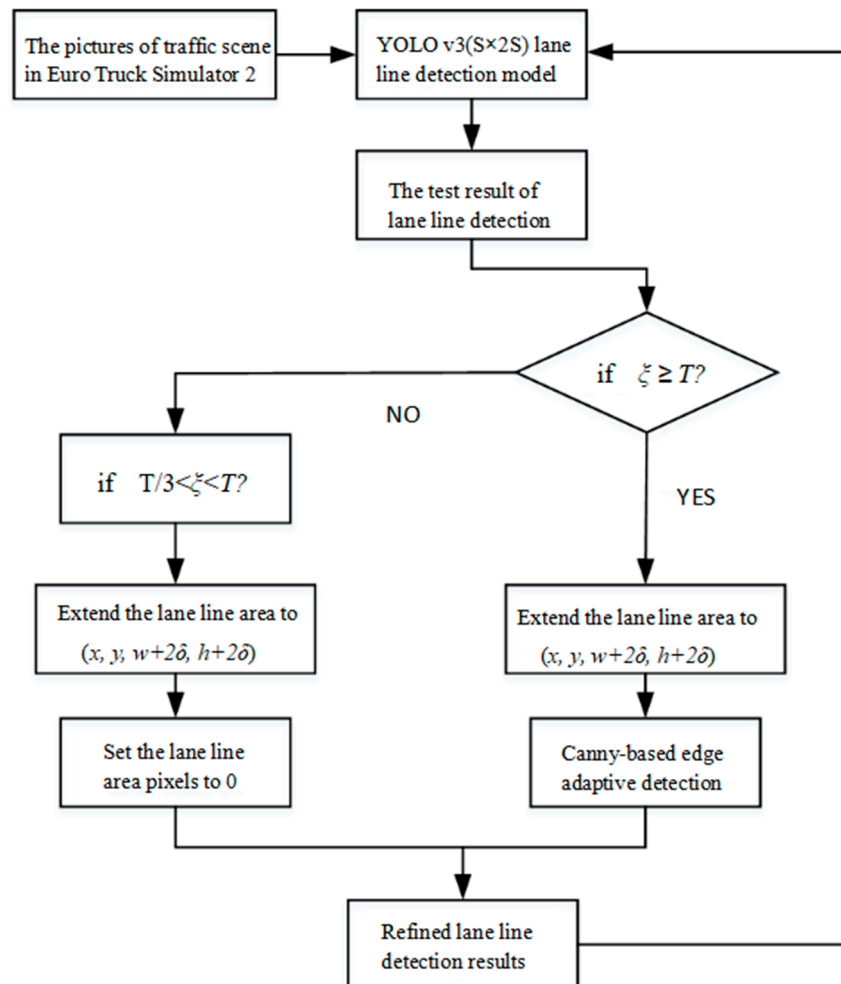 The pictures of traffic scene
in Euro Truck Simulator 2
YOLO v3(S×2S) lane
line detection model
The test result of
lane line detection
if ξ ≥ T?
NO
YES
if T/3<ξ<T?
Extend the lane line area to
(x, y, w+2δ, h+2δ)
Extend the lane line area to
(x, y, w+2δ, h+2δ)
Set the lane line
area pixels to 0
Canny-based edge
adaptive detection
Refined lane line
detection results